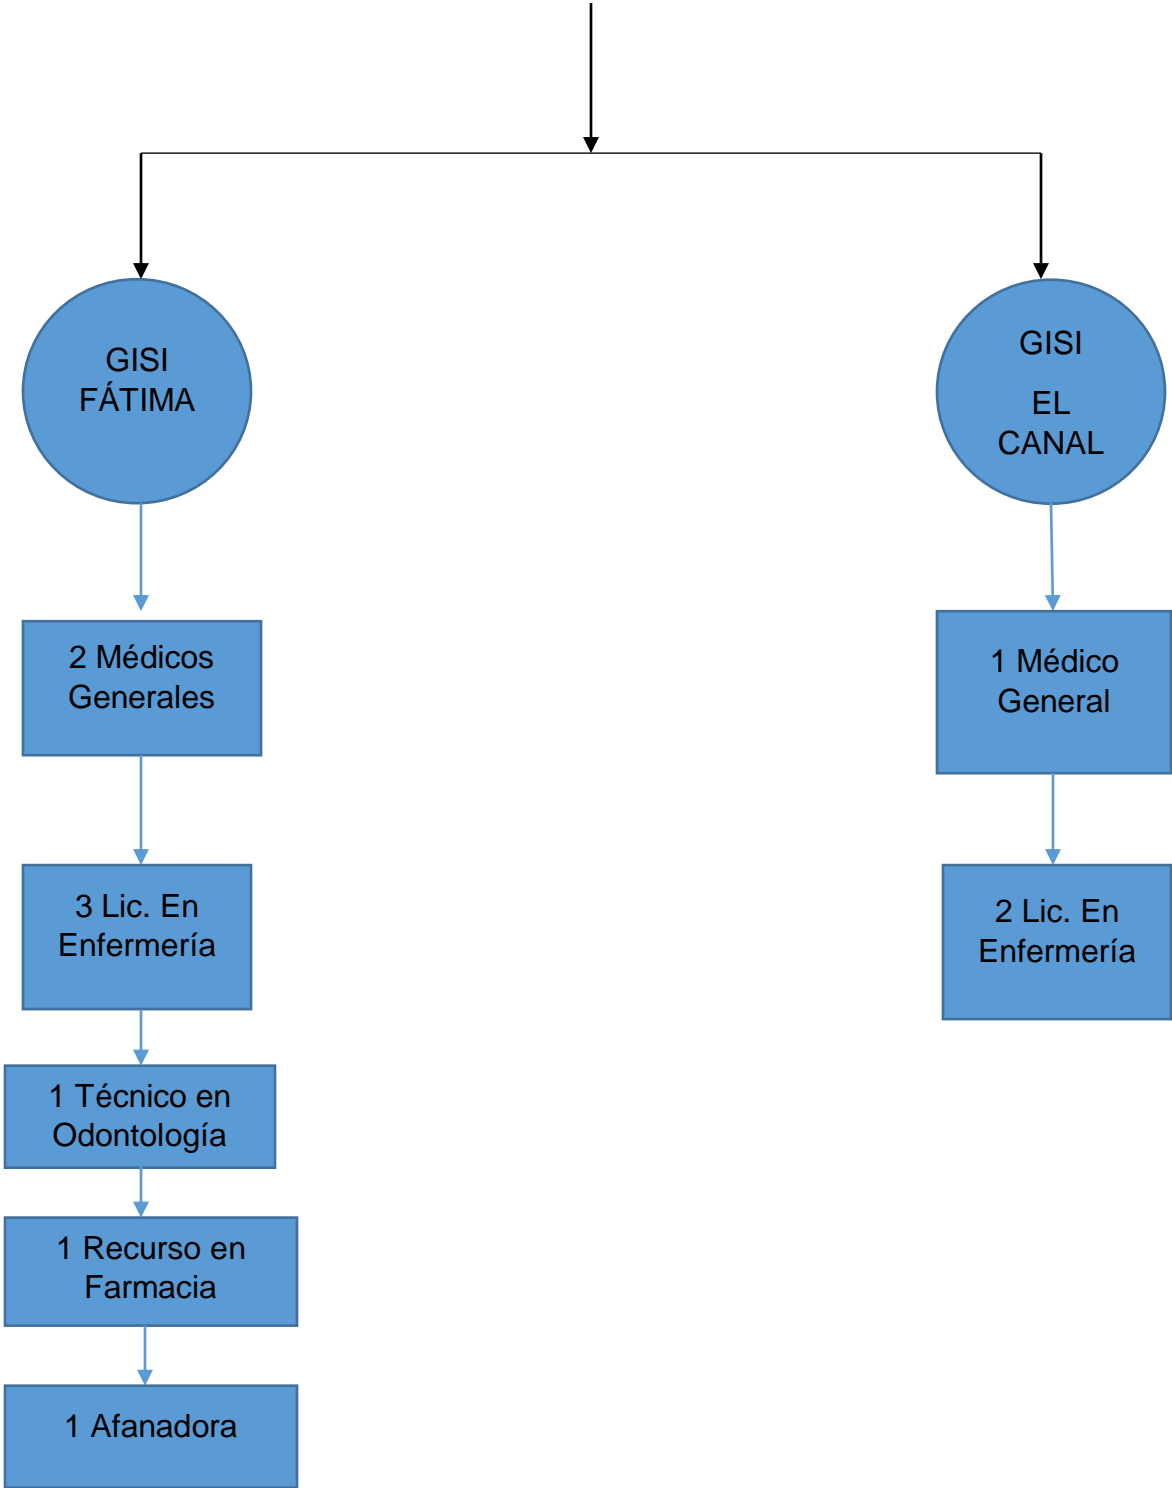 GISI
FÁTIMA
2 Médicos
Generales
3 Lic. En
Enfermería
1 Técnico en
Odontología
1 Recurso en
Farmacia
1 Afanadora
GISI
EL
CANAL
1 Médico
General
2 Lic. En
Enfermería